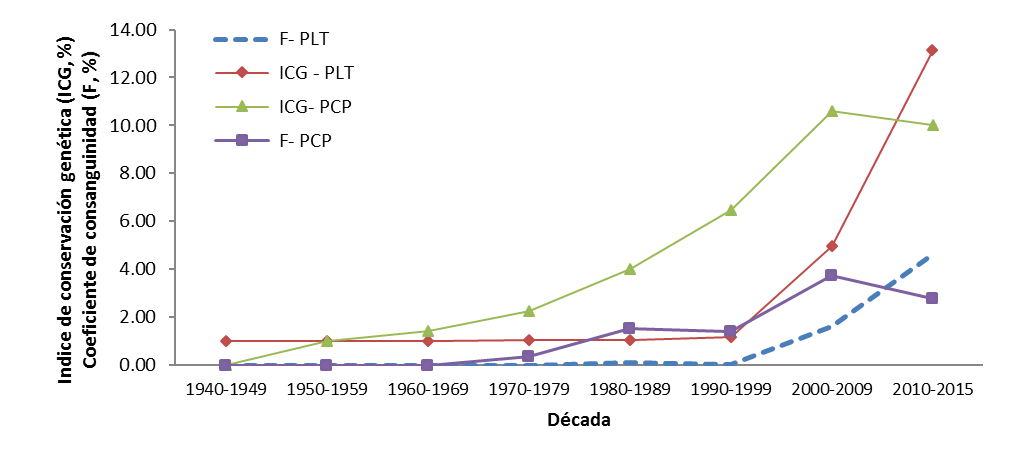 Indice de conservación genética (ICG, %)
Coeficiente de consanguinidad (F, %)
14.00
12.00
10.00
8.00
6.00
4.00
2.00
0.00
F- PLT
ICG - PLT
ICG- PCP
F- PCP
1940-1949 1950-1959 1960-1969 1970-1979 1980-1989 1990-1999 2000-2009 2010-2015
Década